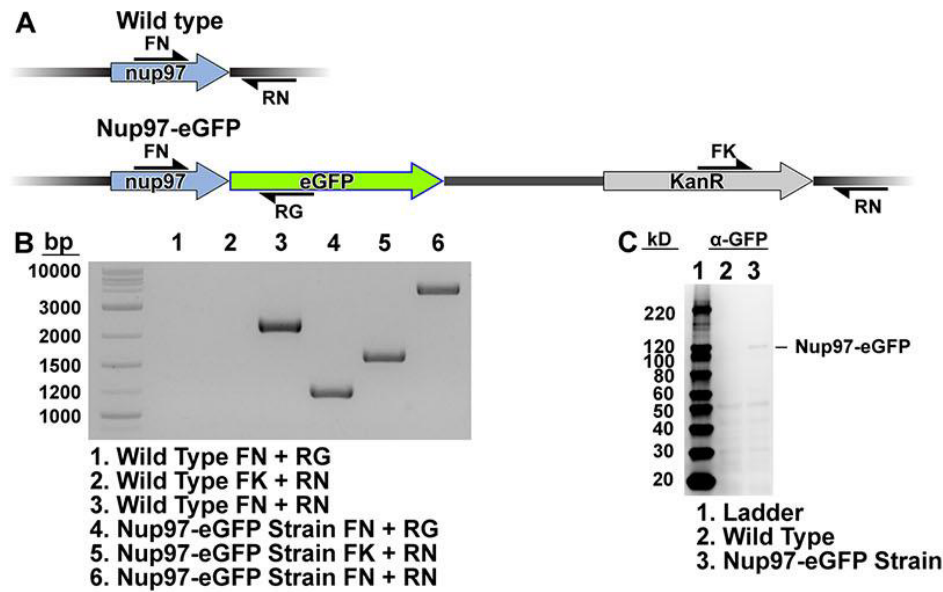 A
Wild type
FN
nup97
RN
Nup97-eGFP
FN
FK
nup97
eGFP
KanR
RG
RN
B bp 1 2 3 4 5 6
10000
3000
2000
1500
1200
1000
1. Wild Type FN + RG
2. Wild Type FK + RN
3. Wild Type FN + RN
4. Nup97-eGFP Strain FN + RG
5. Nup97-eGFP Strain FK + RN
6. Nup97-eGFP Strain FN + RN
C kD α-GFP
1 2 3
220
120
100
80
60
50
40
30
20
Nup97-eGFP
1. Ladder
2. Wild Type
3. Nup97-eGFP Strain